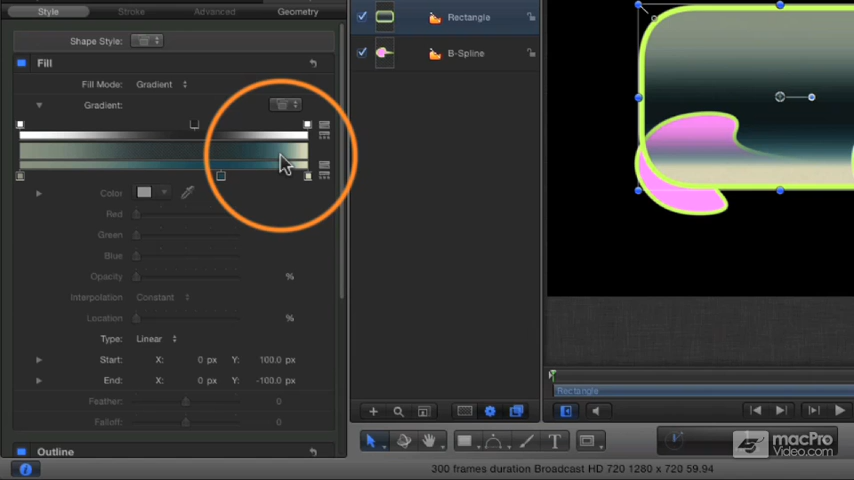 Style Stroke Advanced Geometry
Shape Style:
Fill
Fill Mode: Gradient
Gradient:
Color
Red
Green
Blue
Opacity %
Interpolation Constant
Location %
Type: Linear
Start: X: 0 px Y: 100.0 px
End: X: 0 px Y: -100.0 px
Feather: 0
Falloff: 0
Outline
Rectangle
B-Spline
Rectangle
T
300 frames duration Broadcast HD 720 1280 x 720 59.94
macPro
Video.com